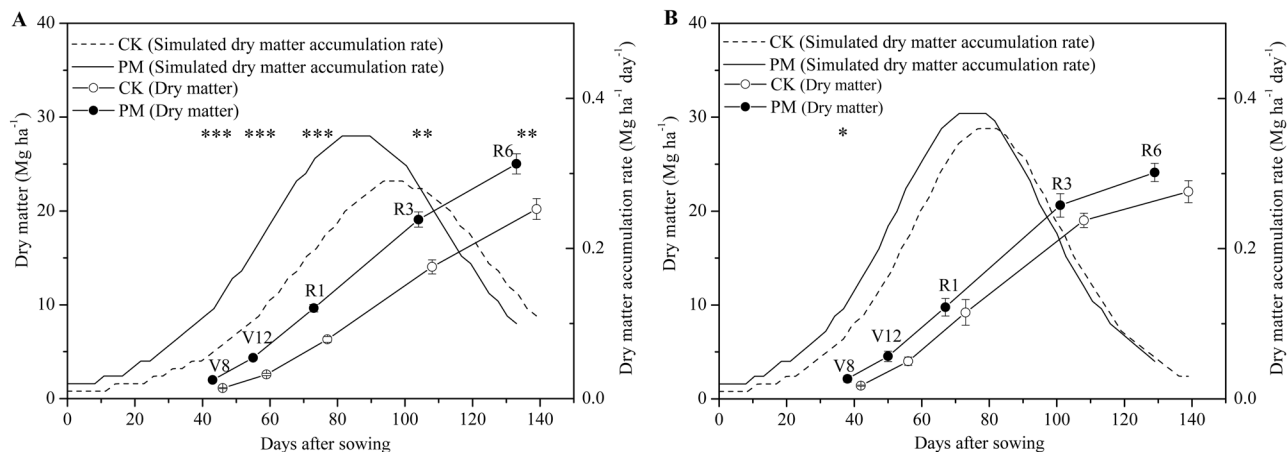 A
CK (Simulated dry matter accumulation rate)
PM (Simulated dry matter accumulation rate)
CK (Dry matter)
PM (Dry matter)
*** *** *** ** **
V8
V12
R1
R3
R6
40
30
20
10
0
Dry matter (Mg ha⁻¹)
0.4
0.2
0.0
Dry matter accumulation rate (Mg ha⁻¹ day⁻¹)
0 20 40 60 80 100 120 140
Days after sowing
B
CK (Simulated dry matter accumulation rate)
PM (Simulated dry matter accumulation rate)
CK (Dry matter)
PM (Dry matter)
*
V8
V12
R1
R3
R6
40
30
20
10
0
Dry matter (Mg ha⁻¹)
0.4
0.2
0.0
Dry matter accumulation rate (Mg ha⁻¹ day⁻¹)
0 20 40 60 80 100 120 140
Days after sowing